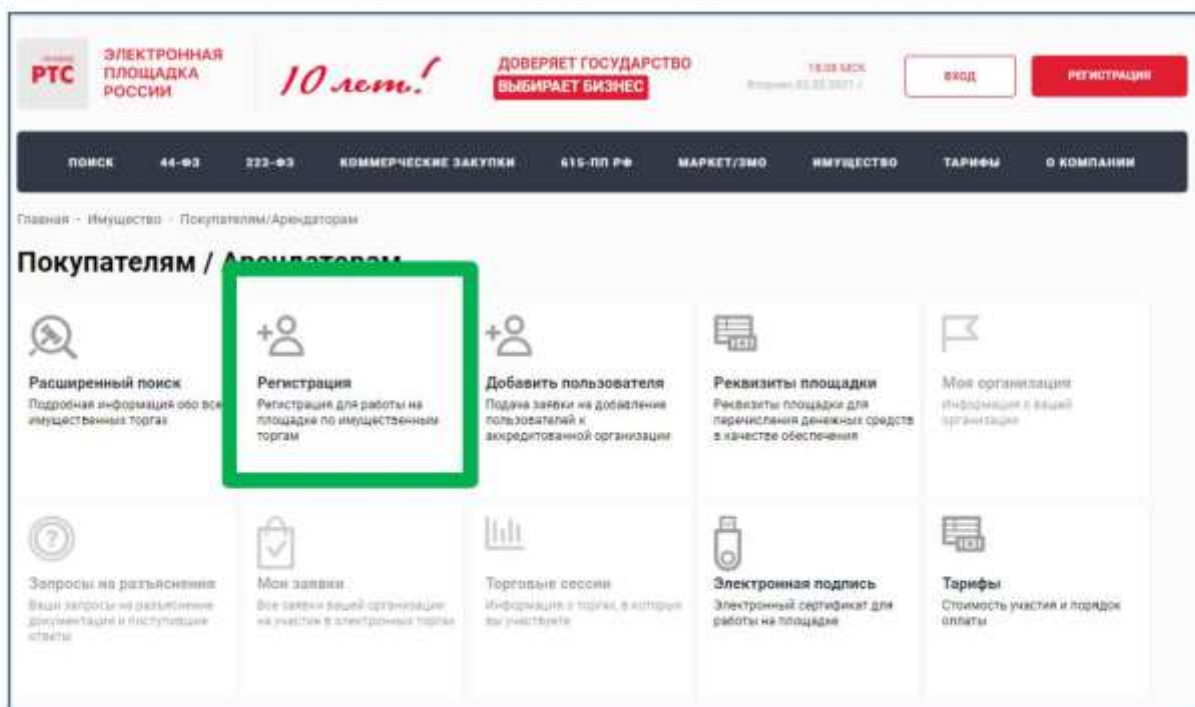 РТС
ЭЛЕКТРОННАЯ
ПЛОЩАДКА
РОССИИ
10 лет!
ДОВЕРЯЕТ ГОСУДАРСТВО
ВЫБИРАЕТ БИЗНЕС
МСК
ВХОД
РЕГИСТРАЦИЯ
ПОИСК 44-ФЗ 223-ФЗ КОММЕРЧЕСКИЕ ЗАКУПКИ 615-ПП РФ МАРКЕТ/ЗМО ИМУЩЕСТВО ТАРИФЫ О КОМПАНИИ
Главная - Имущество - Покупателям/Арендаторам
Покупателям / Арендаторам
Расширенный поиск
Подробная информация обо все
имущественных торгах
Регистрация
Регистрация для работы на
площадке по имущественным
торгам
Добавить пользователя
Подача заявки на добавление
пользователей к
аккредитованной организации
Реквизиты площадки
Реквизиты площадки для
перечисления денежных средств
в качестве обеспечения
Моя организация
Информация о вашей
организации
Запросы на разъяснения
Ваши запросы на разъяснение
документации и поступившие
ответы
Мои заявки
Все заявки вашей организации
на участие в электронных торгах
Торговые сессии
Информация о торгах, в которых
вы участвуете
Электронная подпись
Электронный сертификат для
работы на площадке
Тарифы
Стоимость участия и порядок
оплаты